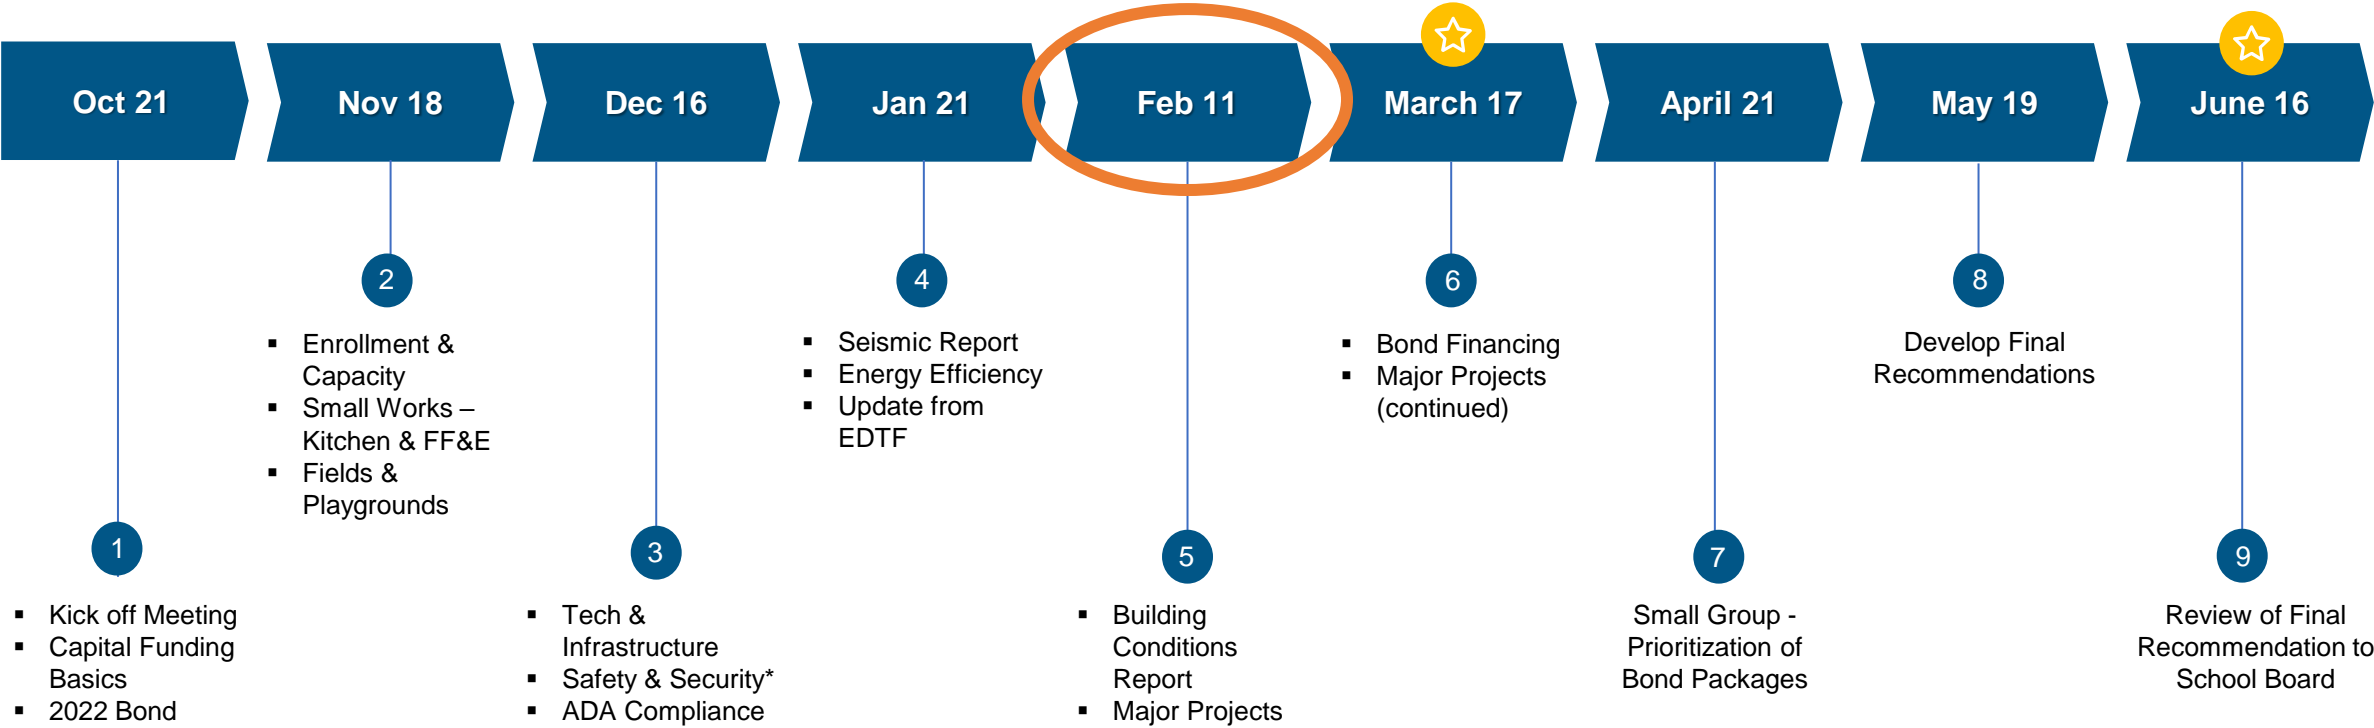 Oct 21
Nov 18
Dec 16
Jan 21
Feb 11
March 17
April 21
May 19
June 16
1
▪ Kick off Meeting
▪ Capital Funding
Basics
▪ 2022 Bond
2
▪ Enrollment &
Capacity
▪ Small Works –
Kitchen & FF&E
▪ Fields &
Playgrounds
3
▪ Tech &
Infrastructure
▪ Safety & Security*
▪ ADA Compliance
4
▪ Seismic Report
▪ Energy Efficiency
▪ Update from
EDTF
5
▪ Building
Conditions
Report
▪ Major Projects
6
▪ Bond Financing
▪ Major Projects
(continued)
7
Small Group -
Prioritization of
Bond Packages
8
Develop Final
Recommendations
9
Review of Final
Recommendation to
School Board